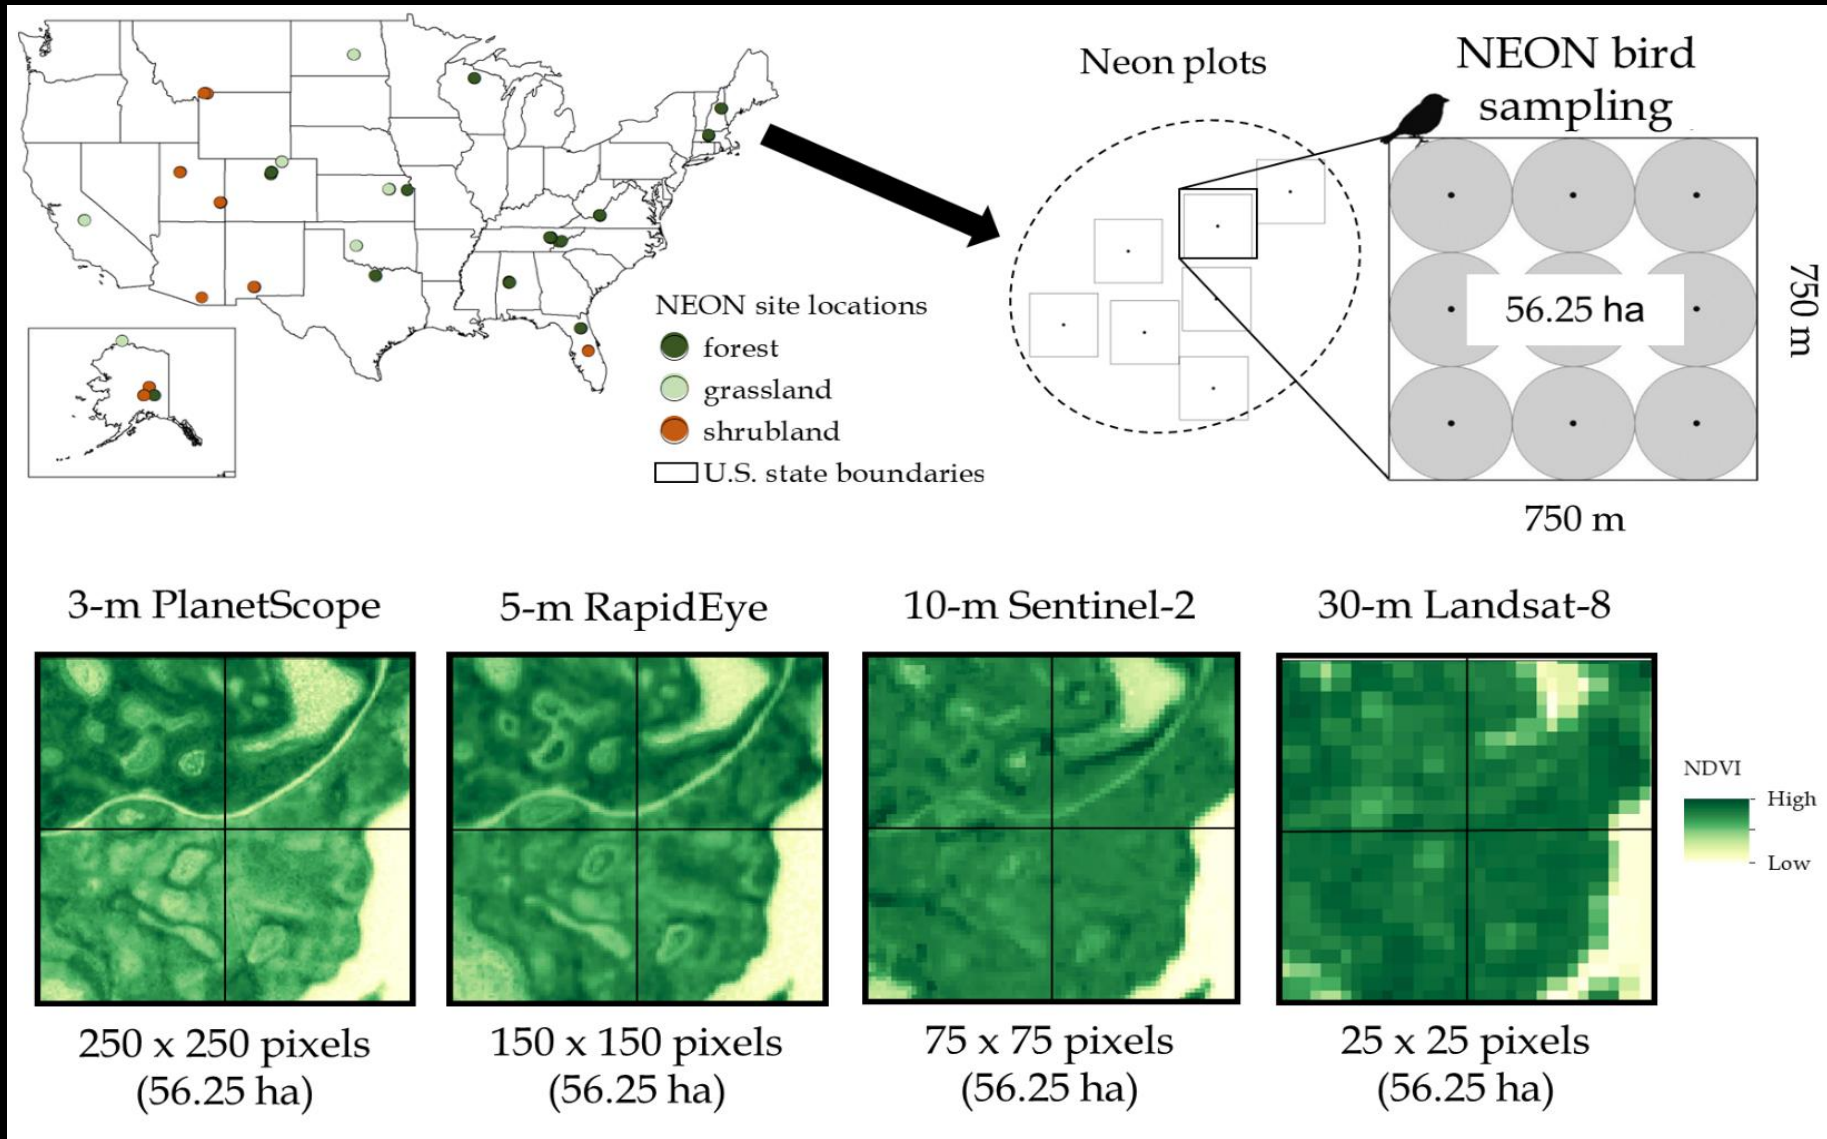 Neon plots
NEON bird
sampling
56.25 ha
750 m
750 m
NEON site locations
forest
grassland
shrubland
U.S. state boundaries
3-m PlanetScope
5-m RapidEye
10-m Sentinel-2
30-m Landsat-8
NDVI
High
Low
250 x 250 pixels
(56.25 ha)
150 x 150 pixels
(56.25 ha)
75 x 75 pixels
(56.25 ha)
25 x 25 pixels
(56.25 ha)